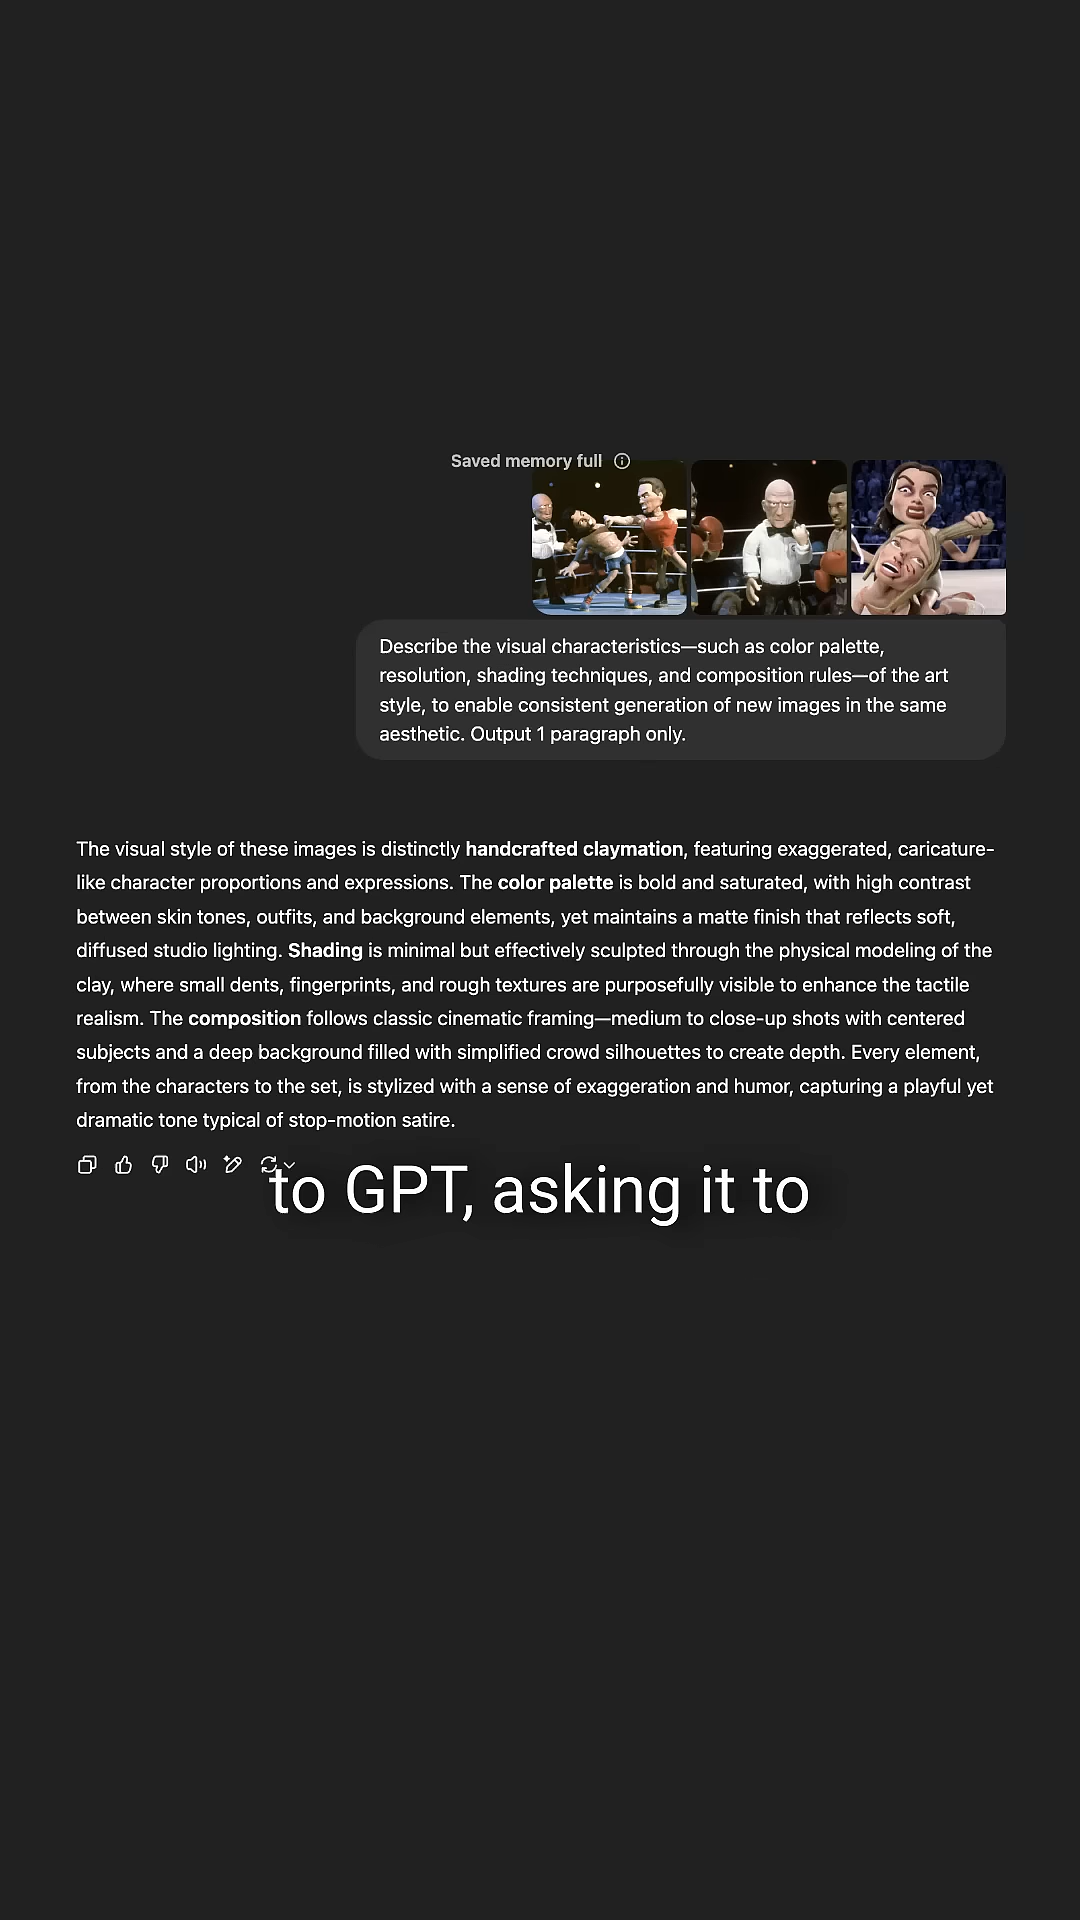 Saved memory full
Describe the visual characteristics—such as color palette,
resolution, shading techniques, and composition rules—of the art
style, to enable consistent generation of new images in the same
aesthetic. Output 1 paragraph only.
The visual style of these images is distinctly handcrafted claymation, featuring exaggerated, caricature-
like character proportions and expressions. The color palette is bold and saturated, with high contrast
between skin tones, outfits, and background elements, yet maintains a matte finish that reflects soft,
diffused studio lighting. Shading is minimal but effectively sculpted through the physical modeling of the
clay, where small dents, fingerprints, and rough textures are purposefully visible to enhance the tactile
realism. The composition follows classic cinematic framing—medium to close-up shots with centered
subjects and a deep background filled with simplified crowd silhouettes to create depth. Every element,
from the characters to the set, is stylized with a sense of exaggeration and humor, capturing a playful yet
dramatic tone typical of stop-motion satire.
to GPT, asking it to